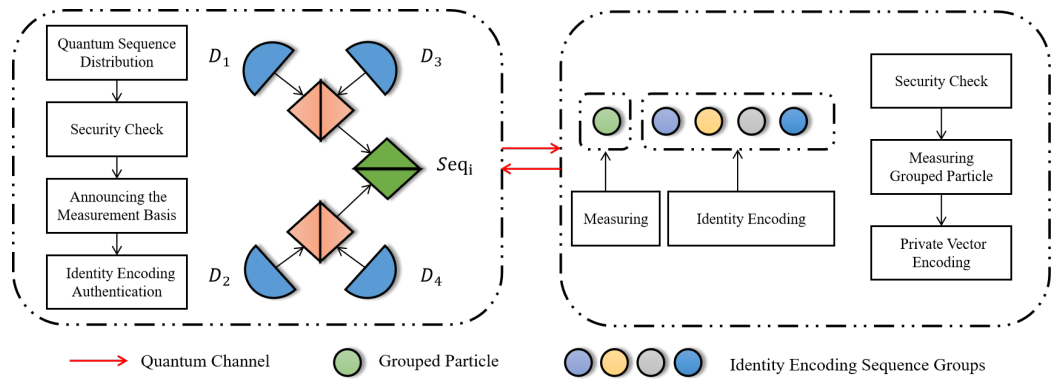 Quantum Sequence
Distribution
Security Check
Announcing the
Measurement Basis
Identity Encoding
Authentication
D₁
D₃
Seqᵢ
D₂
D₄
Measuring
Identity Encoding
Security Check
Measuring
Grouped Particle
Private Vector
Encoding
Quantum Channel
Grouped Particle
Identity Encoding Sequence Groups